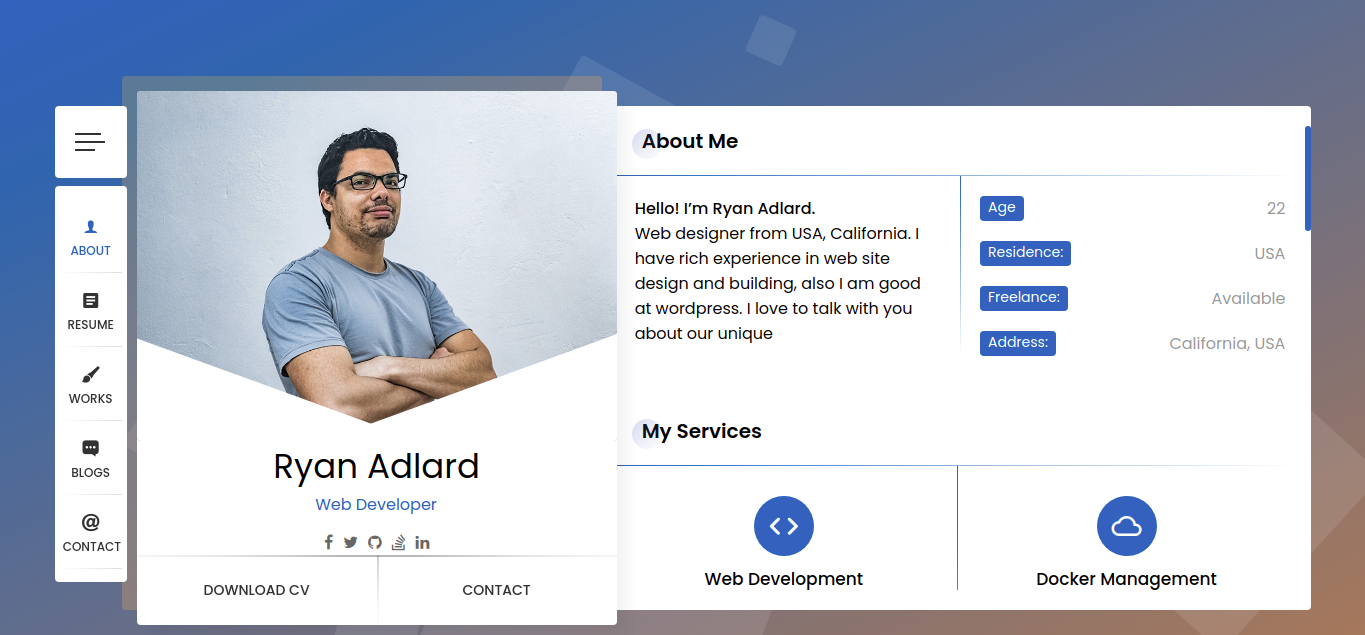 ABOUT
RESUME
WORKS
BLOGS
CONTACT
Ryan Adlard
Web Developer
DOWNLOAD CV
CONTACT
About Me
Hello! I’m Ryan Adlard.
Web designer from USA, California. I
have rich experience in web site
design and building, also I am good
at wordpress. I love to talk with you
about our unique
Age 22
Residence: USA
Freelance: Available
Address: California, USA
My Services
Web Development
Docker Management